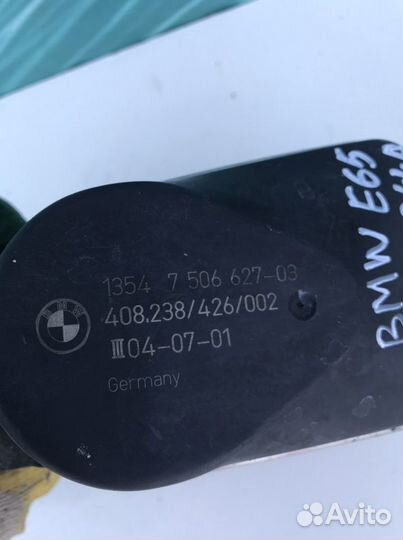 1354 7 506 627-03
408.238/426/002
III04-07-01
Germany
BMW E65
Avito